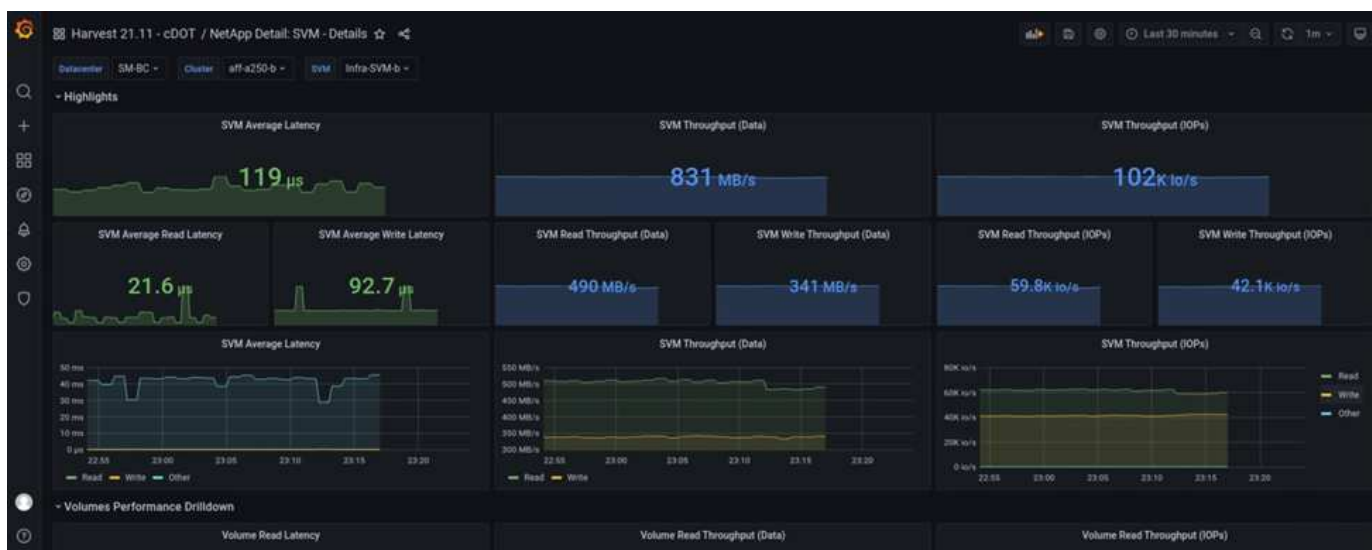 Harvest 21.11 - cDOT / NetApp Detail: SVM - Details
Last 30 minutes
1m
Datacenter SM-BC Cluster aff-a250-b SVM Infra-SVM-b
Highlights
SVM Average Latency
119 µs
SVM Throughput (Data)
831 MB/s
SVM Throughput (IOPs)
102K io/s
SVM Average Read Latency
21.6 µs
SVM Average Write Latency
92.7 µs
SVM Read Throughput (Data)
490 MB/s
SVM Write Throughput (Data)
341 MB/s
SVM Read Throughput (IOPs)
59.8K io/s
SVM Write Throughput (IOPs)
42.1K io/s
SVM Average Latency
50 ms
40 ms
30 ms
20 ms
10 ms
0 µs
22:55 23:00 23:05 23:10 23:15 23:20
Read Write Other
SVM Throughput (Data)
550 MB/s
500 MB/s
450 MB/s
400 MB/s
350 MB/s
300 MB/s
22:55 23:00 23:05 23:10 23:15 23:20
Read Write
SVM Throughput (IOPs)
80K io/s
60K io/s
40K io/s
20K io/s
0 io/s
22:55 23:00 23:05 23:10 23:15 23:20
Read
Write
Other
Volumes Performance Drilldown
Volume Read Latency
Volume Read Throughput (Data)
Volume Read Throughput (IOPs)